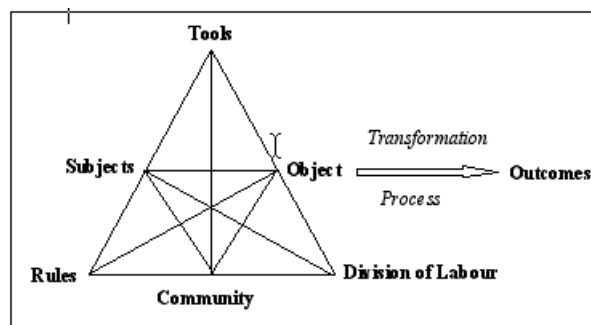 Tools
Transformation
Subjects
Object
Outcomes
Process
Rules
Division of Labour
Community